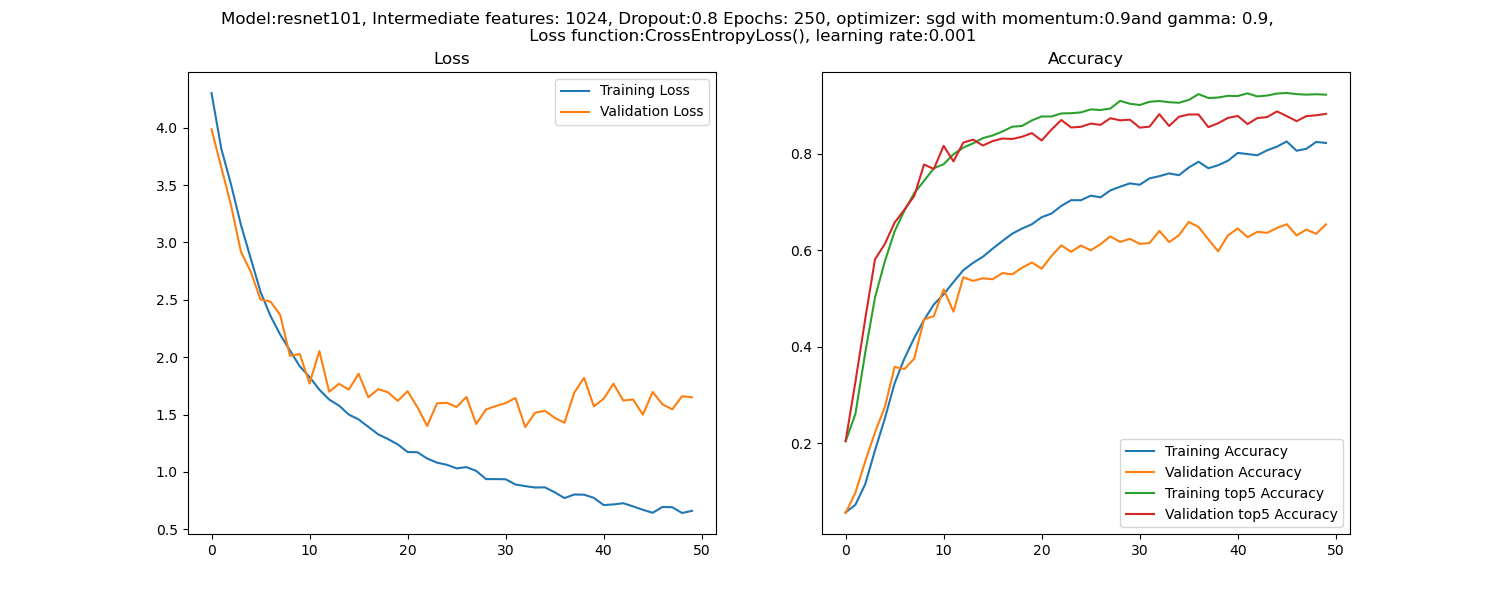 Model:resnet101, Intermediate features: 1024, Dropout:0.8 Epochs: 250, optimizer: sgd with momentum:0.9and gamma: 0.9,
Loss function:CrossEntropyLoss(), learning rate:0.001
Loss
Training Loss
Validation Loss
4.0
3.5
3.0
2.5
2.0
1.5
1.0
0.5
0 10 20 30 40 50
Accuracy
0.8
0.6
0.4
0.2
Training Accuracy
Validation Accuracy
Training top5 Accuracy
Validation top5 Accuracy
0 10 20 30 40 50